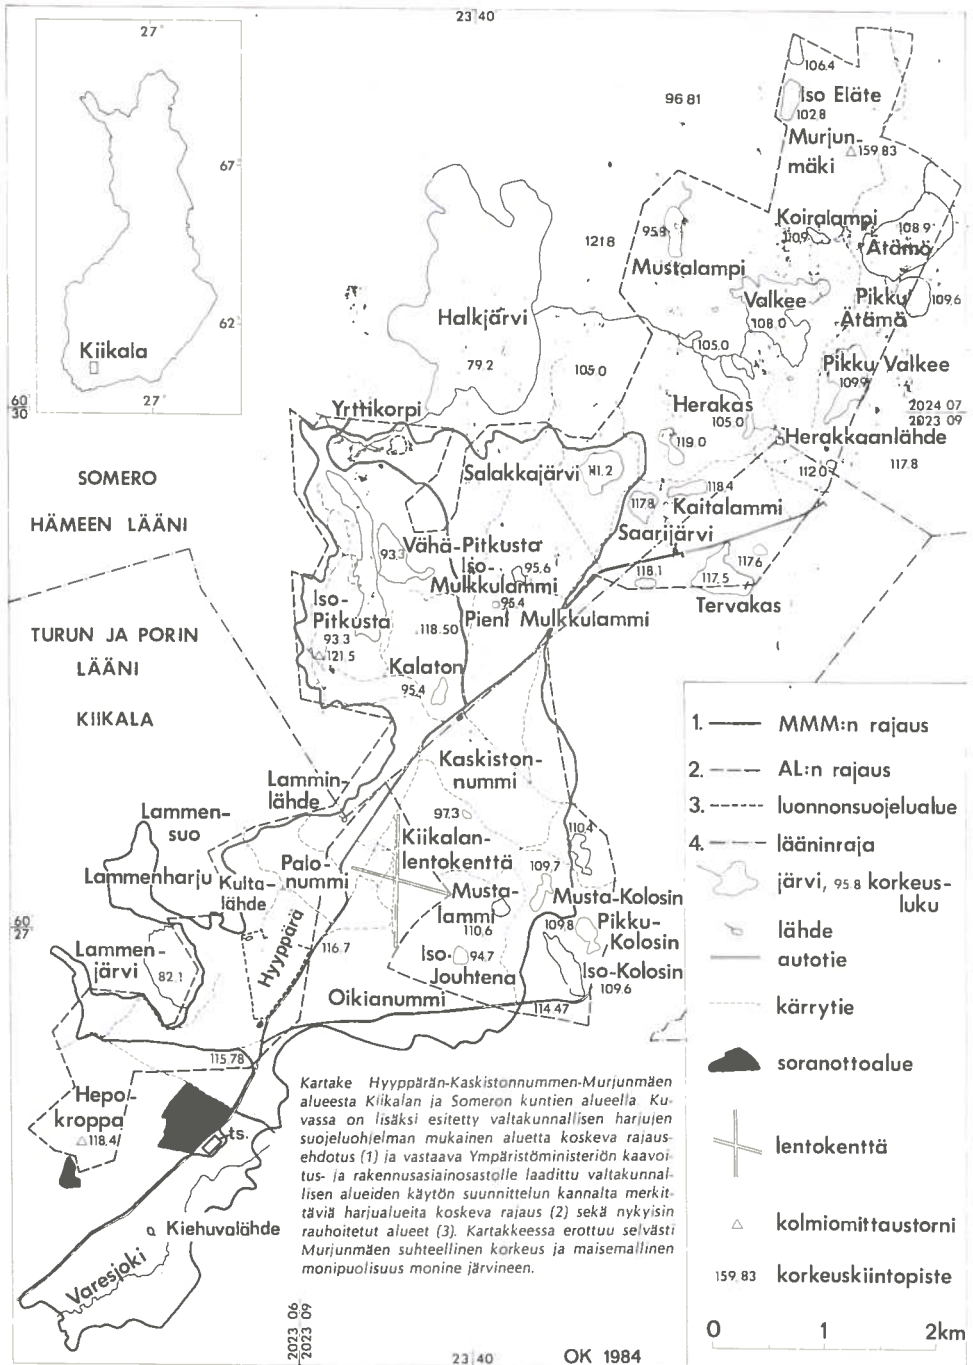 23 40
27°
67
62
Kiikala
27°
60
30
106.4
Iso Eläte
102.8
96 81
Murjun-
mäki
159 83
Koiralampi
110.9
108.9
Ätämö
95.8
121.8
Mustalampi
Valkee
108.0
Pikku
Ätämö
109.6
Halkjärvi
79.2
105.0
105.0
Pikku Valkee
109.9
Herakas
105.0
2024 07
2023 09
Yrttikorpi
119.0
Herakkaanlähde
112.0
117.8
SOMERO
HÄMEEN LÄÄNI
Salakkajärvi
111.2
118.4
117.8
Kaitalammi
Saarijärvi
93.3
Vähä-Pitkusta
Iso-
Mulkkulammi
95.6
95.4
Pieni Mulkkulammi
118.1
117.5
117.6
Tervakas
Iso-
Pitkusta
93.3
121.5
118.50
TURUN JA PORIN
LÄÄNI
KIIKALA
Kalaton
95.4
Kaskiston-
nummi
Lammin-
lähde
97.3
Lammen-
suo
Kiikalan-
lentokenttä
110.4
Lammenharju
Palo-
nummi
Kulta-
lähde
109.7
Musta-
lammi
110.6
Musta-Kolosin
109.8
Pikku-
Kolosin
60
27
Lammen-
järvi
82.1
Hyyppärä
116.7
Iso-
Jouhtena
94.7
Iso-Kolosin
109.6
Oikianummi
114.47
115.78
Hepo-
kroppa
118.4
ts.
Kiehuvalähde
Varesjoki
Kartake Hyyppärän-Kaskistonnummen-Murjunmäen
alueesta Kiikalan ja Someron kuntien alueella. Ku-
vassa on lisäksi esitetty valtakunnallisen harjujen
suojeluohjelman mukainen aluetta koskeva rajaus-
ehdotus (1) ja vastaava Ympäristöministeriön kaavoi-
tus- ja rakennusasiainosastolle laadittu valtakunnal-
lisen alueiden käytön suunnittelun kannalta merkit-
täviä harjualueita koskeva rajaus (2) sekä nykyisin
rauhoitetut alueet (3). Kartakkeessa erottuu selvästi
Murjunmäen suhteellinen korkeus ja maisemallinen
monipuolisuus monine järvineen.
1. MMM:n rajaus
2. AL:n rajaus
3. luonnonsuojelualue
4. lääninraja
järvi, 95.8 korkeus-
luku
lähde
autotie
kärrytie
soranottoalue
lentokenttä
kolmiomittaustorni
159,83 korkeuskiintopiste
0 1 2km
2023 06
2023 09
23 40
OK 1984